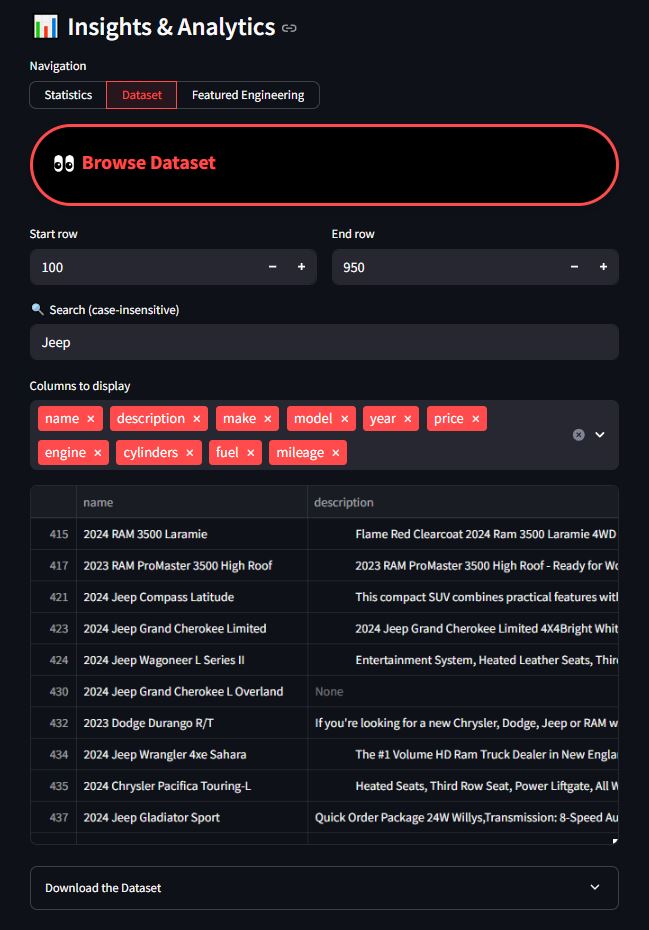 📊 Insights & Analytics
Navigation
Statistics Dataset Featured Engineering
👀 Browse Dataset
Start row End row
100 − + 950 − +
🔍 Search (case-insensitive)
Jeep
Columns to display
name × description × make × model × year × price ×
engine × cylinders × fuel × mileage ×
name description
415 2024 RAM 3500 Laramie Flame Red Clearcoat 2024 Ram 3500 Laramie 4WD
417 2023 RAM ProMaster 3500 High Roof 2023 RAM ProMaster 3500 High Roof - Ready for Wo
421 2024 Jeep Compass Latitude This compact SUV combines practical features with
423 2024 Jeep Grand Cherokee Limited 2024 Jeep Grand Cherokee Limited 4X4Bright Whit
424 2024 Jeep Wagoneer L Series II Entertainment System, Heated Leather Seats, Thir
430 2024 Jeep Grand Cherokee L Overland None
432 2023 Dodge Durango R/T If you're looking for a new Chrysler, Dodge, Jeep or RAM w
434 2024 Jeep Wrangler 4xe Sahara The #1 Volume HD Ram Truck Dealer in New Engla
435 2024 Chrysler Pacifica Touring-L Heated Seats, Third Row Seat, Power Liftgate, All W
437 2024 Jeep Gladiator Sport Quick Order Package 24W Willys,Transmission: 8-Speed Au
Download the Dataset